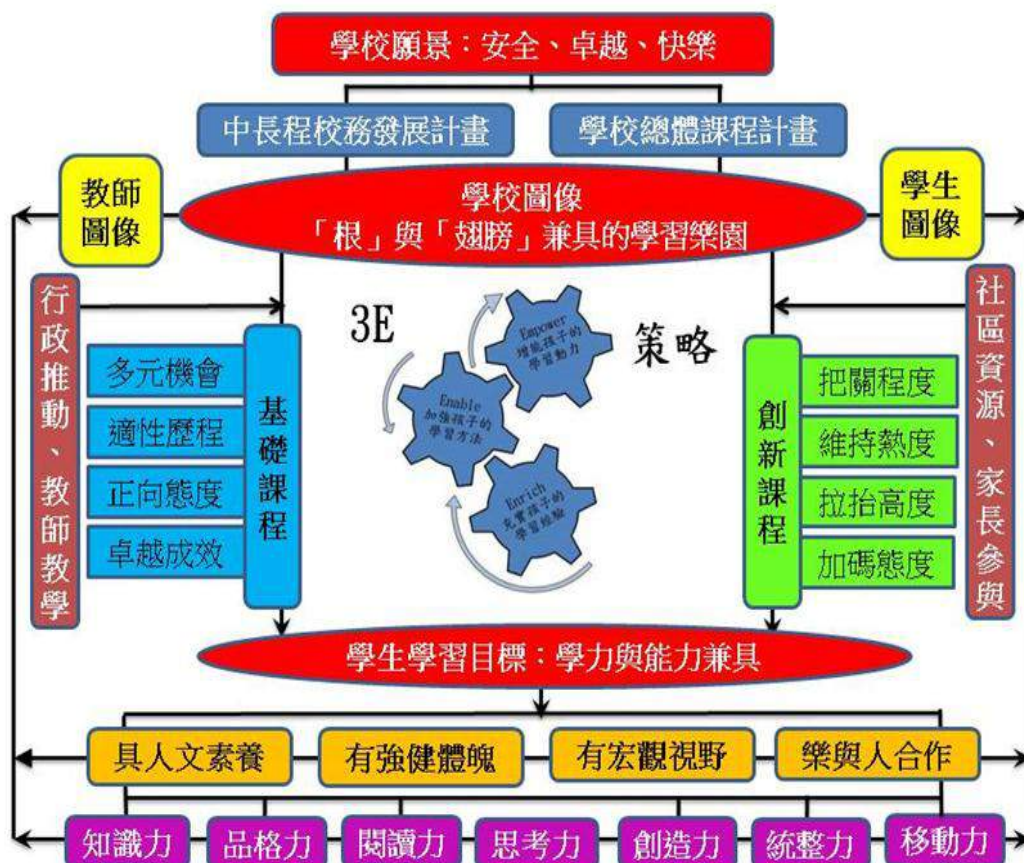 學校願景：安全、卓越、快樂
中長程校務發展計畫
學校總體課程計畫
教師
圖像
學校圖像
「根」與「翅膀」兼具的學習樂園
學生
圖像
行政推動、教師教學
多元機會
適性歷程
正向態度
卓越成效
基礎課程
3E
策略
Empower
增能孩子的
學習動力
Enable
加強孩子的
學習方法
Enrich
充實孩子的
學習經驗
創新課程
把關程度
維持熱度
拉抬高度
加碼態度
社區資源、家長參與
學生學習目標：學力與能力兼具
具人文素養
有強健體魄
有宏觀視野
樂與人合作
知識力
品格力
閱讀力
思考力
創造力
統整力
移動力